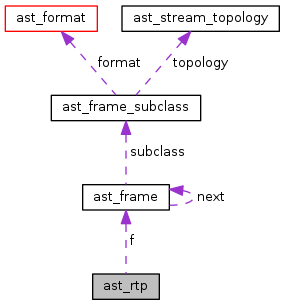 ast_format
ast_stream_topology
format
topology
ast_frame_subclass
subclass
ast_frame
next
f
ast_rtp